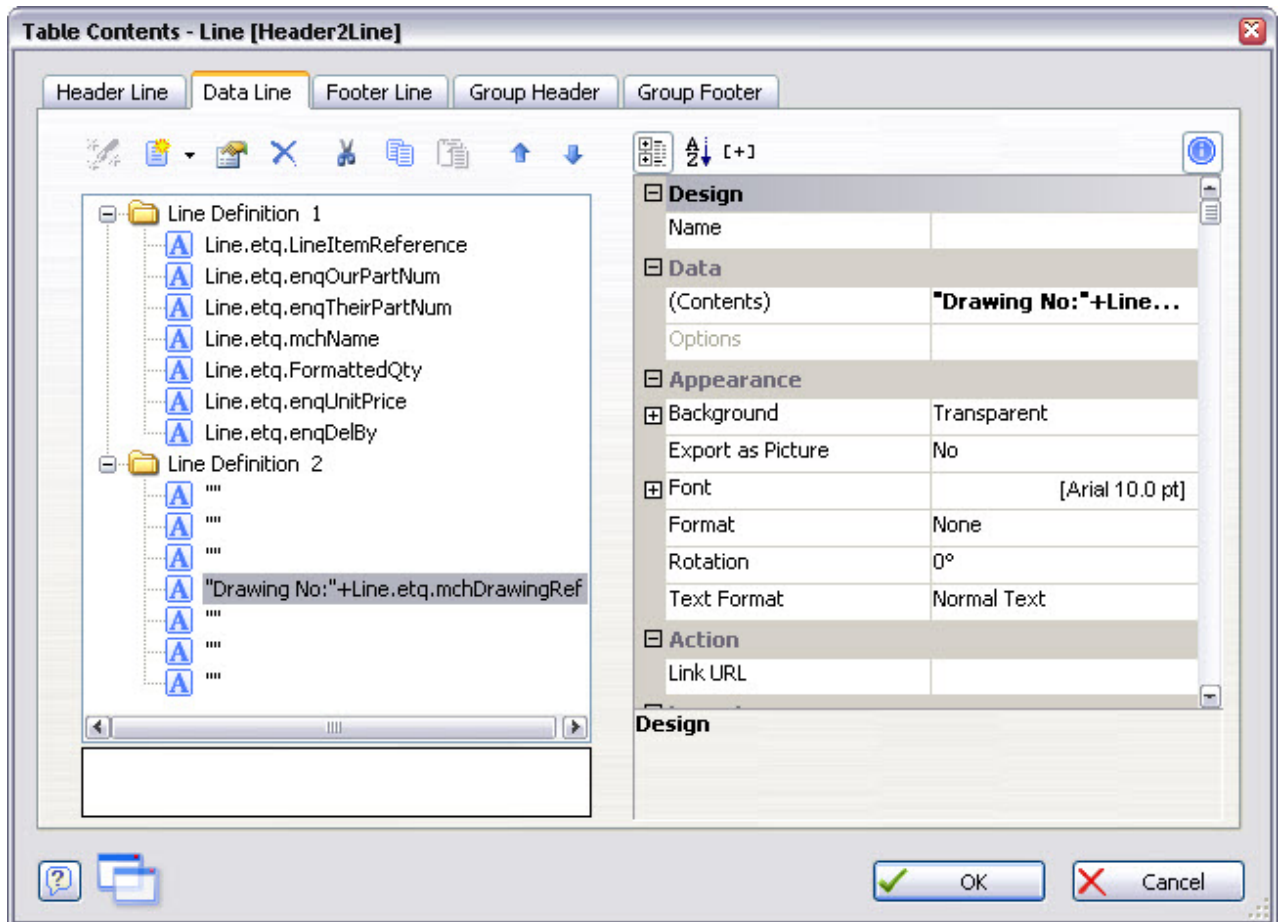 Table Contents - Line [Header2Line]
Header Line
Data Line
Footer Line
Group Header
Group Footer
[+]
Line Definition 1
Line.etq.LineItemReference
Line.etq.enqOurPartNum
Line.etq.enqTheirPartNum
Line.etq.mchName
Line.etq.FormattedQty
Line.etq.enqUnitPrice
Line.etq.enqDelBy
Line Definition 2
""
""
""
"Drawing No:"+Line.etq.mchDrawingRef
""
""
""
Design
Name
Data
(Contents) "Drawing No:"+Line...
Options
Appearance
Background Transparent
Export as Picture No
Font [Arial 10.0 pt]
Format None
Rotation 0°
Text Format Normal Text
Action
Link URL
Design
OK
Cancel